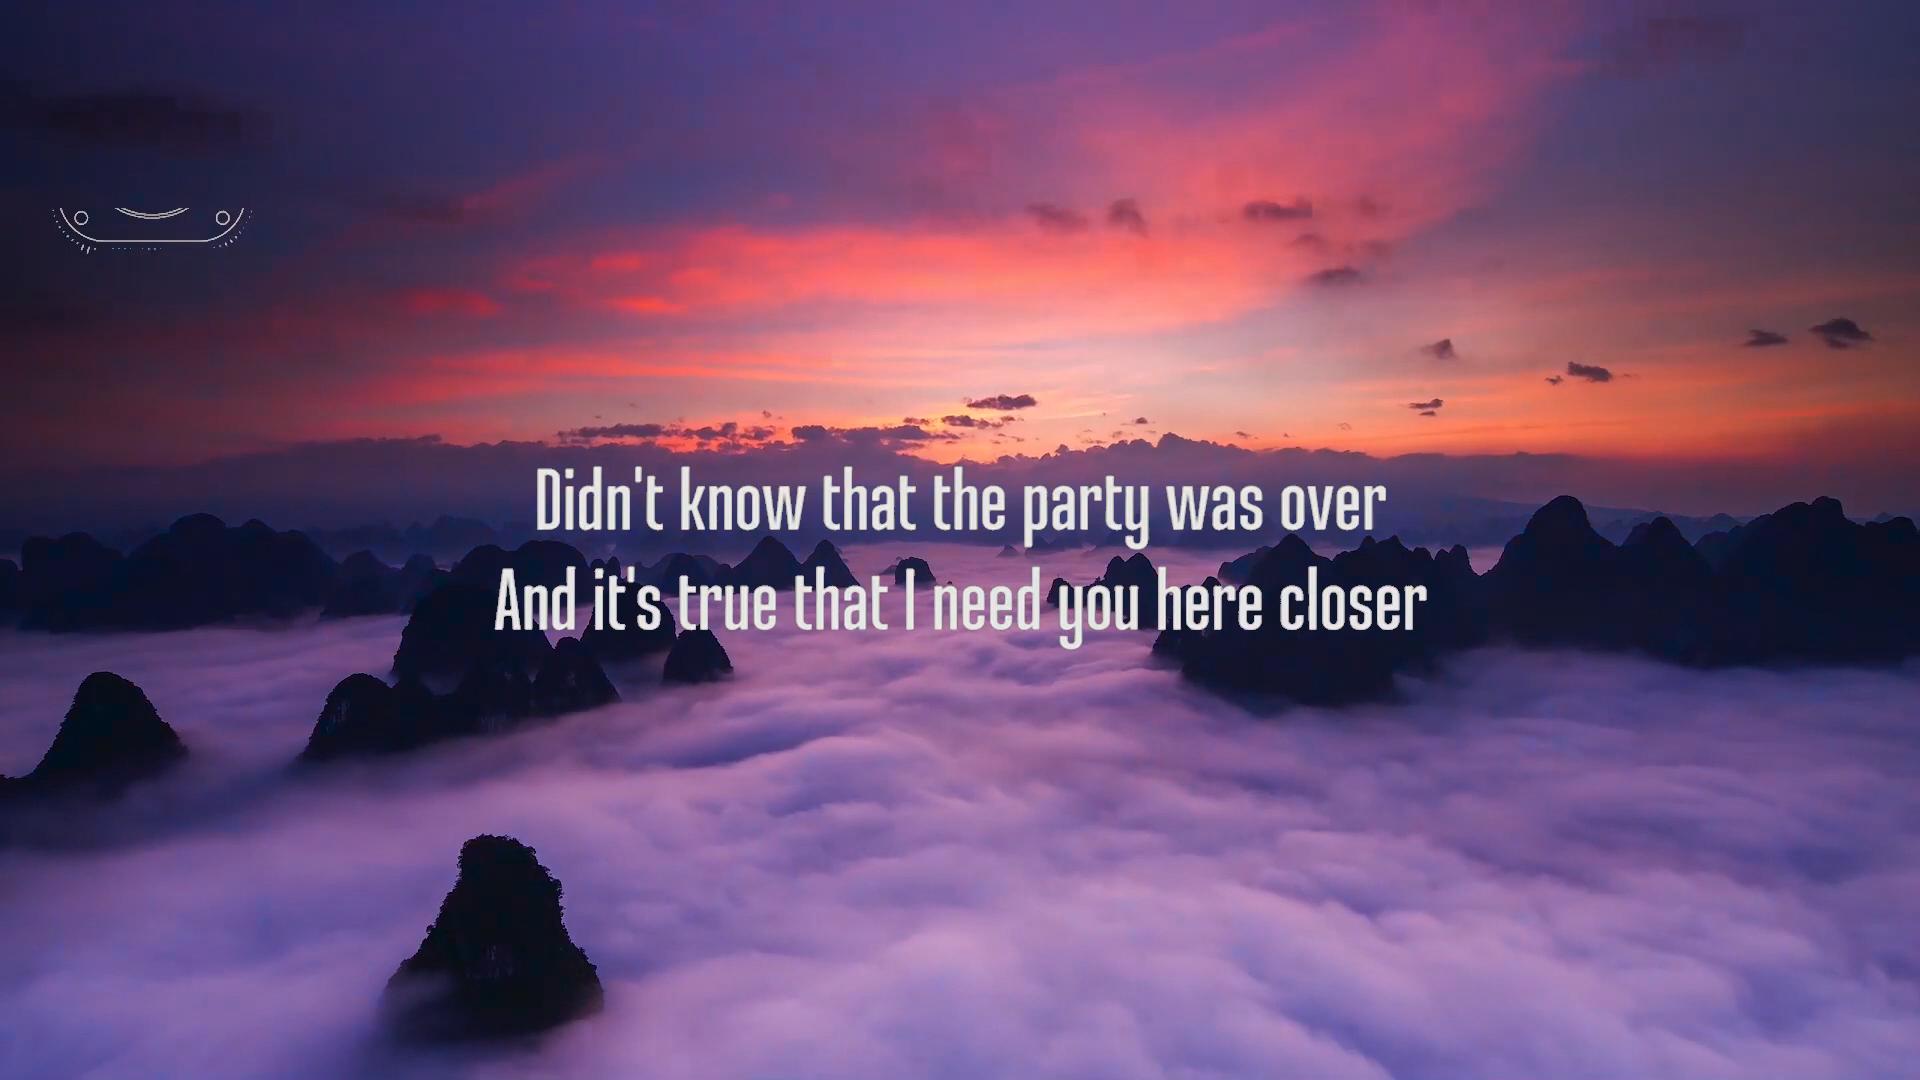 Didn't know that the party was over
And it's true that I need you here closer